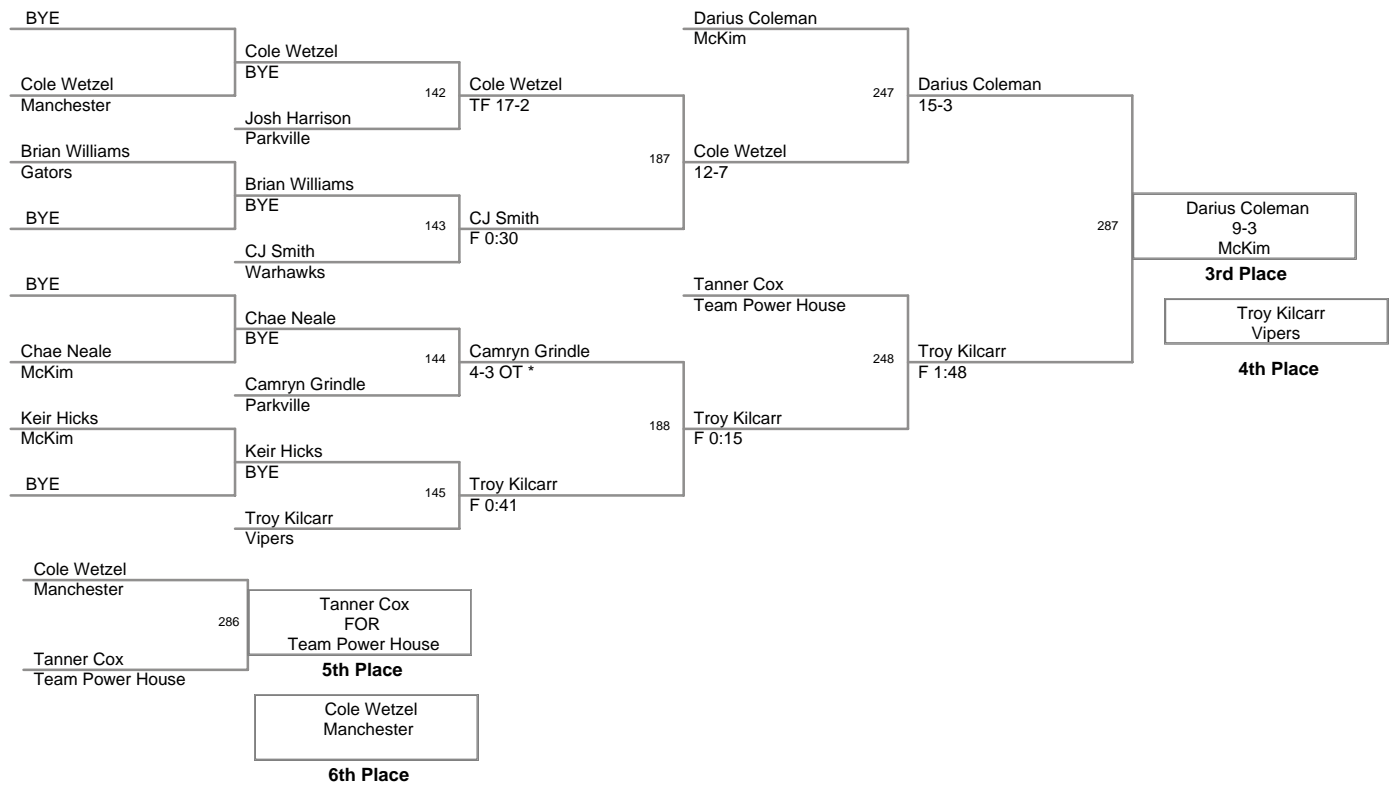 BYE
Cole Wetzel
Manchester
Brian Williams
Gators
BYE
BYE
Chae Neale
McKim
Keir Hicks
McKim
BYE
Cole Wetzel
BYE
142
Josh Harrison
Parkville
Brian Williams
BYE
143
CJ Smith
Warhawks
Chae Neale
BYE
144
Camryn Grindle
Parkville
Keir Hicks
BYE
145
Troy Kilcarr
Vipers
Cole Wetzel
TF 17-2
187
CJ Smith
F 0:30
Camryn Grindle
4-3 OT *
188
Troy Kilcarr
F 0:41
Darius Coleman
McKim
247
Cole Wetzel
12-7
Tanner Cox
Team Power House
248
Troy Kilcarr
F 0:15
Darius Coleman
15-3
287
Troy Kilcarr
F 1:48
Darius Coleman
9-3
McKim
3rd Place
Troy Kilcarr
Vipers
4th Place
Cole Wetzel
Manchester
286
Tanner Cox
Team Power House
Tanner Cox
FOR
Team Power House
5th Place
Cole Wetzel
Manchester
6th Place